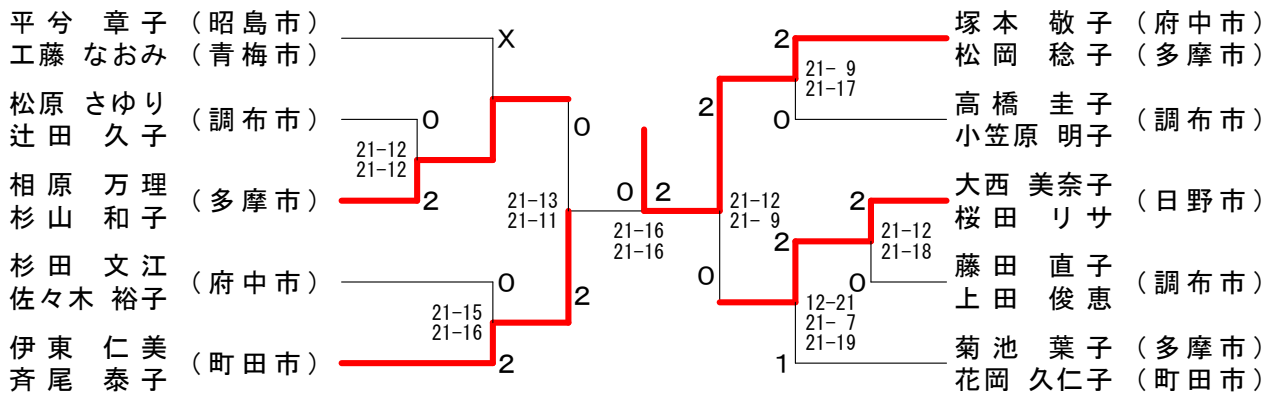 平兮 章子 (昭島市)
工藤 なおみ (青梅市)
X
松原 さゆり
辻田 久子
(調布市)
0
21-12
21-12
相原 万理
杉山 和子
(多摩市)
2
0
21-13
21-11
杉田 文江
佐々木 裕子
(府中市)
0
21-15
21-16
2
伊東 仁美
斉尾 泰子
(町田市)
2
0
2
21-16
21-16
塚本 敬子 (府中市)
松岡 稔子 (多摩市)
2
21- 9
21-17
2
高橋 圭子
小笠原 明子
(調布市)
0
21-12
21- 9
大西 美奈子
桜田 リサ
(日野市)
2
21-12
21-18
2
藤田 直子
上田 俊恵
(調布市)
0
0
12-21
21- 7
21-19
菊池 葉子 (多摩市)
花岡 久仁子 (町田市)
1